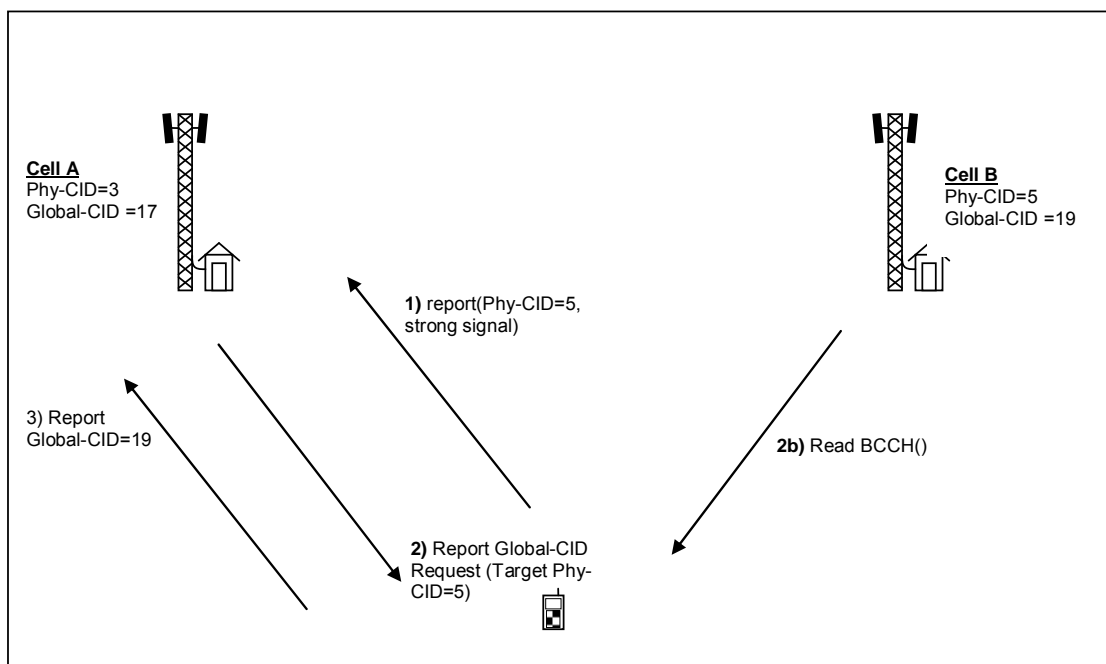 Cell A
Phy-CID=3
Global-CID =17
Cell B
Phy-CID=5
Global-CID =19
1) report(Phy-CID=5,
strong signal)
3) Report
Global-CID=19
2b) Read BCCH()
2) Report Global-CID
Request (Target Phy-
CID=5)